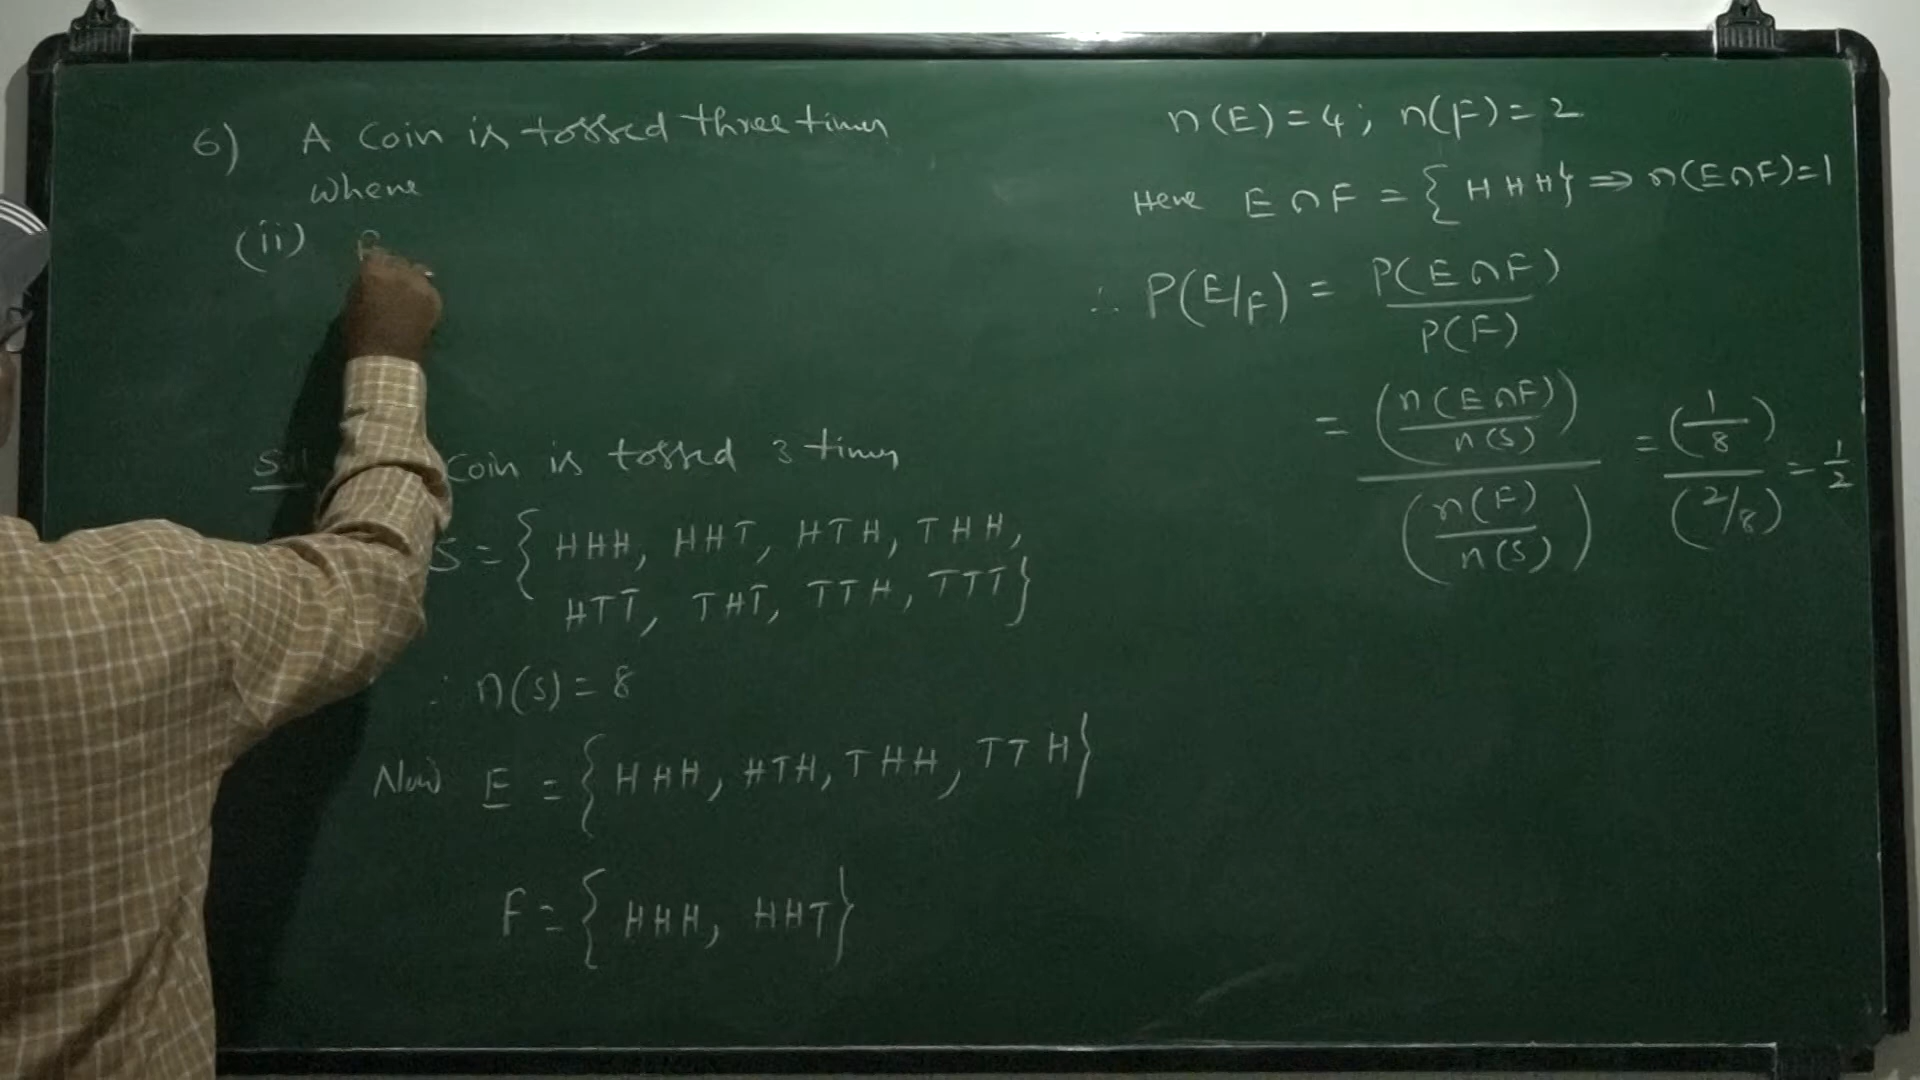 6) A Coin is tossed three times
where
(ii)
Coin is tossed 3 times
S = { HHH, HHT, HTH, THH,
HTT, THT, TTH, TTT}
∴ n(S) = 8
Now E = { HHH, HTH, THH, TTH}
F = { HHH, HHT}
n(E) = 4; n(F) = 2
Here E ∩ F = { HHH} ⇒ n(E∩F) = 1
∴ P(E/F) = P(E∩F) / P(F)
= (n(E∩F) / n(S)) / (n(F) / n(S)) = (1/8) / (2/8) = 1/2